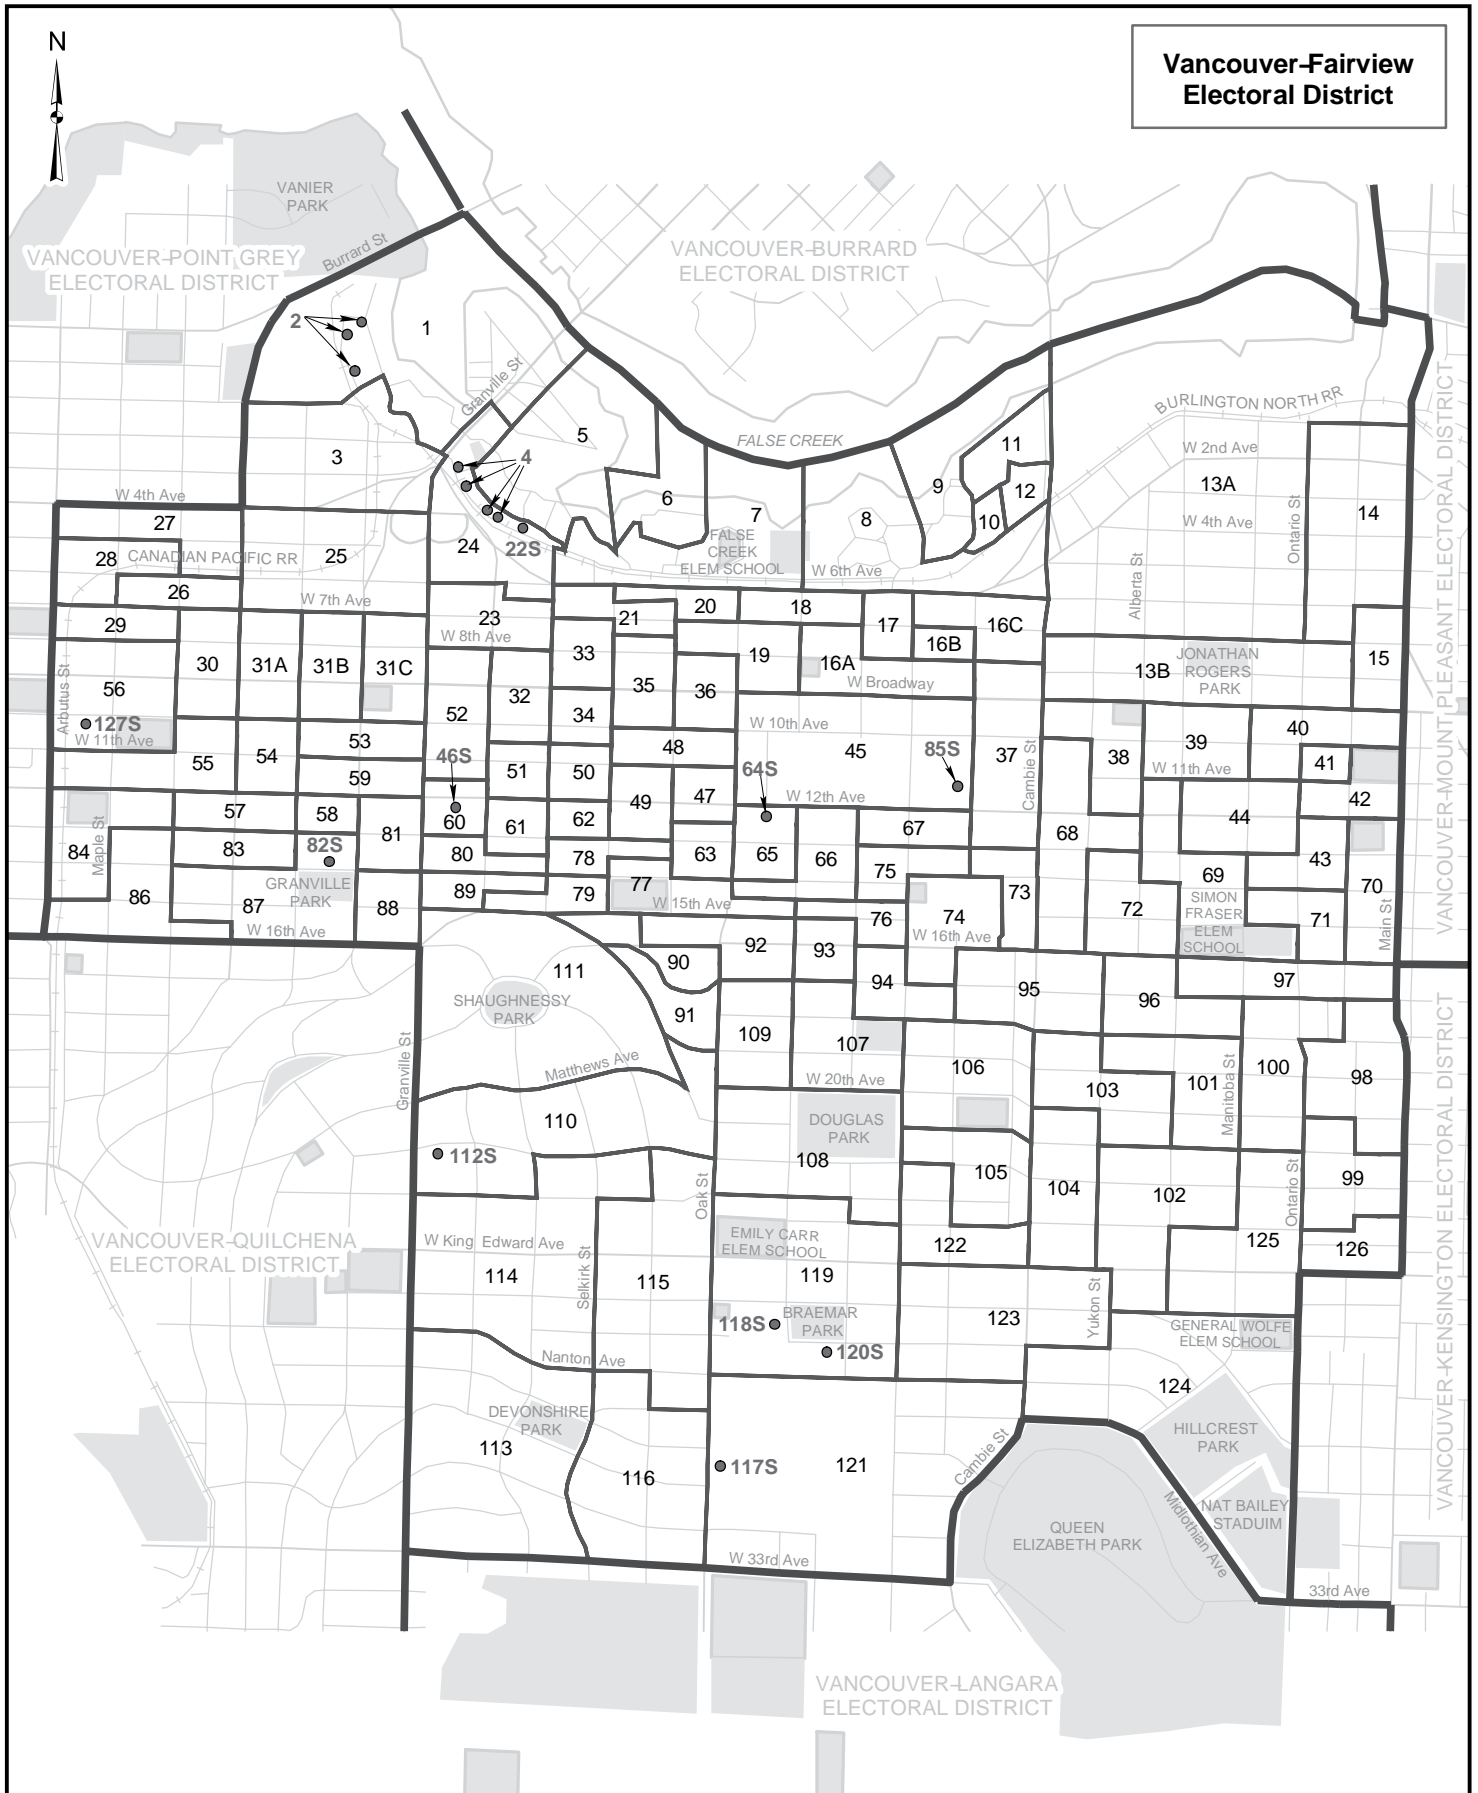 N
Vancouver–Fairview
Electoral District
VANIER
PARK
VANCOUVER–POINT GREY
ELECTORAL DISTRICT
Burrard St
VANCOUVER–BURRARD
ELECTORAL DISTRICT
2
1
Granville St
BURLINGTON NORTH RR
5
FALSE CREEK
11
W 2nd Ave
3
4
13A
9
12
W 4th Ave
6
7
8
10
14
27
W 4th Ave
Ontario St
28
CANADIAN PACIFIC RR
25
24
22S
FALSE
CREEK
ELEM SCHOOL
W 6th Ave
Alberta St
26
W 7th Ave
23
21
20
18
17
16C
29
W 8th Ave
16B
30
31A
31B
31C
33
19
16A
13B
JONATHAN
ROGERS
PARK
15
Arbutus St
56
32
35
36
W Broadway
127S
W 11th Ave
52
34
W 10th Ave
40
55
54
53
46S
48
45
85S
37
Cambie St
38
39
W 11th Ave
41
59
51
50
64S
49
47
W 12th Ave
42
57
58
60
61
62
67
68
44
81
Maple St
84
83
82S
80
78
63
65
66
43
86
87
GRANVILLE
PARK
88
89
79
77
W 15th Ave
75
73
69
70
W 16th Ave
76
74
72
SIMON
FRASER
ELEM
SCHOOL
71
Main St
W 16th Ave
92
93
VANCOUVER–MOUNT PLEASANT ELECTORAL DISTRICT
111
90
94
95
96
97
SHAUGHNESSY
PARK
91
109
107
106
Granville St
Matthews Ave
W 20th Ave
103
101
Manitoba St
100
98
110
DOUGLAS
PARK
112S
108
105
104
102
99
Oak St
Ontario St
VANCOUVER–QUILCHENA
ELECTORAL DISTRICT
W King Edward Ave
EMILY CARR
ELEM SCHOOL
122
125
126
114
Selkirk St
115
119
VANCOUVER–KENSINGTON ELECTORAL DISTRICT
118S
BRAEMAR
PARK
123
Yukon St
GENERAL WOLFE
ELEM SCHOOL
Nanton Ave
120S
124
DEVONSHIRE
PARK
113
HILLCREST
PARK
116
117S
121
Cambie St
Midlothian Ave
NAT BAILEY
STADUIM
QUEEN
ELIZABETH PARK
W 33rd Ave
33rd Ave
VANCOUVER–LANGARA
ELECTORAL DISTRICT